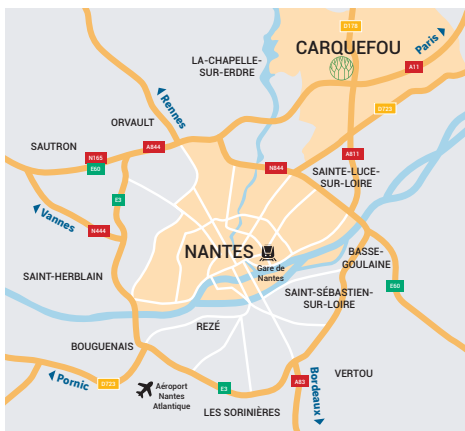 D178
CARQUEFOU
Paris
A11
LA-CHAPELLE-
SUR-ERDRE
Rennes
D723
ORVAULT
SAUTRON
A844
N165
E60
A811
N844
SAINTE-LUCE-
SUR-LOIRE
E3
Vannes
N444
NANTES
Gare de
Nantes
BASSE-
GOULAINE
SAINT-HERBLAIN
E60
SAINT-SÉBASTIEN-
SUR-LOIRE
REZÉ
BOUGUENAIS
Pornic
D723
Aéroport
Nantes
Atlantique
E3
A83
Bordeaux
VERTOU
LES SORINIÈRES